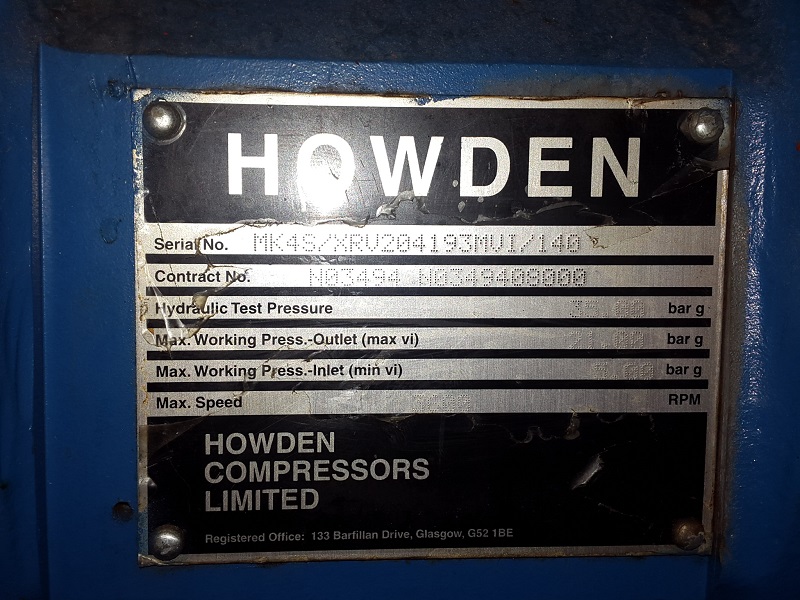 HOWDEN
Serial No. MK4S/XRV204193MVI/140
Contract No. N03494 N0349408000
Hydraulic Test Pressure bar g
Max. Working Press.-Outlet (max vi) bar g
Max. Working Press.-Inlet (min vi) bar g
Max. Speed RPM
HOWDEN
COMPRESSORS
LIMITED
Registered Office: 133 Barfillan Drive, Glasgow, G52 1BE